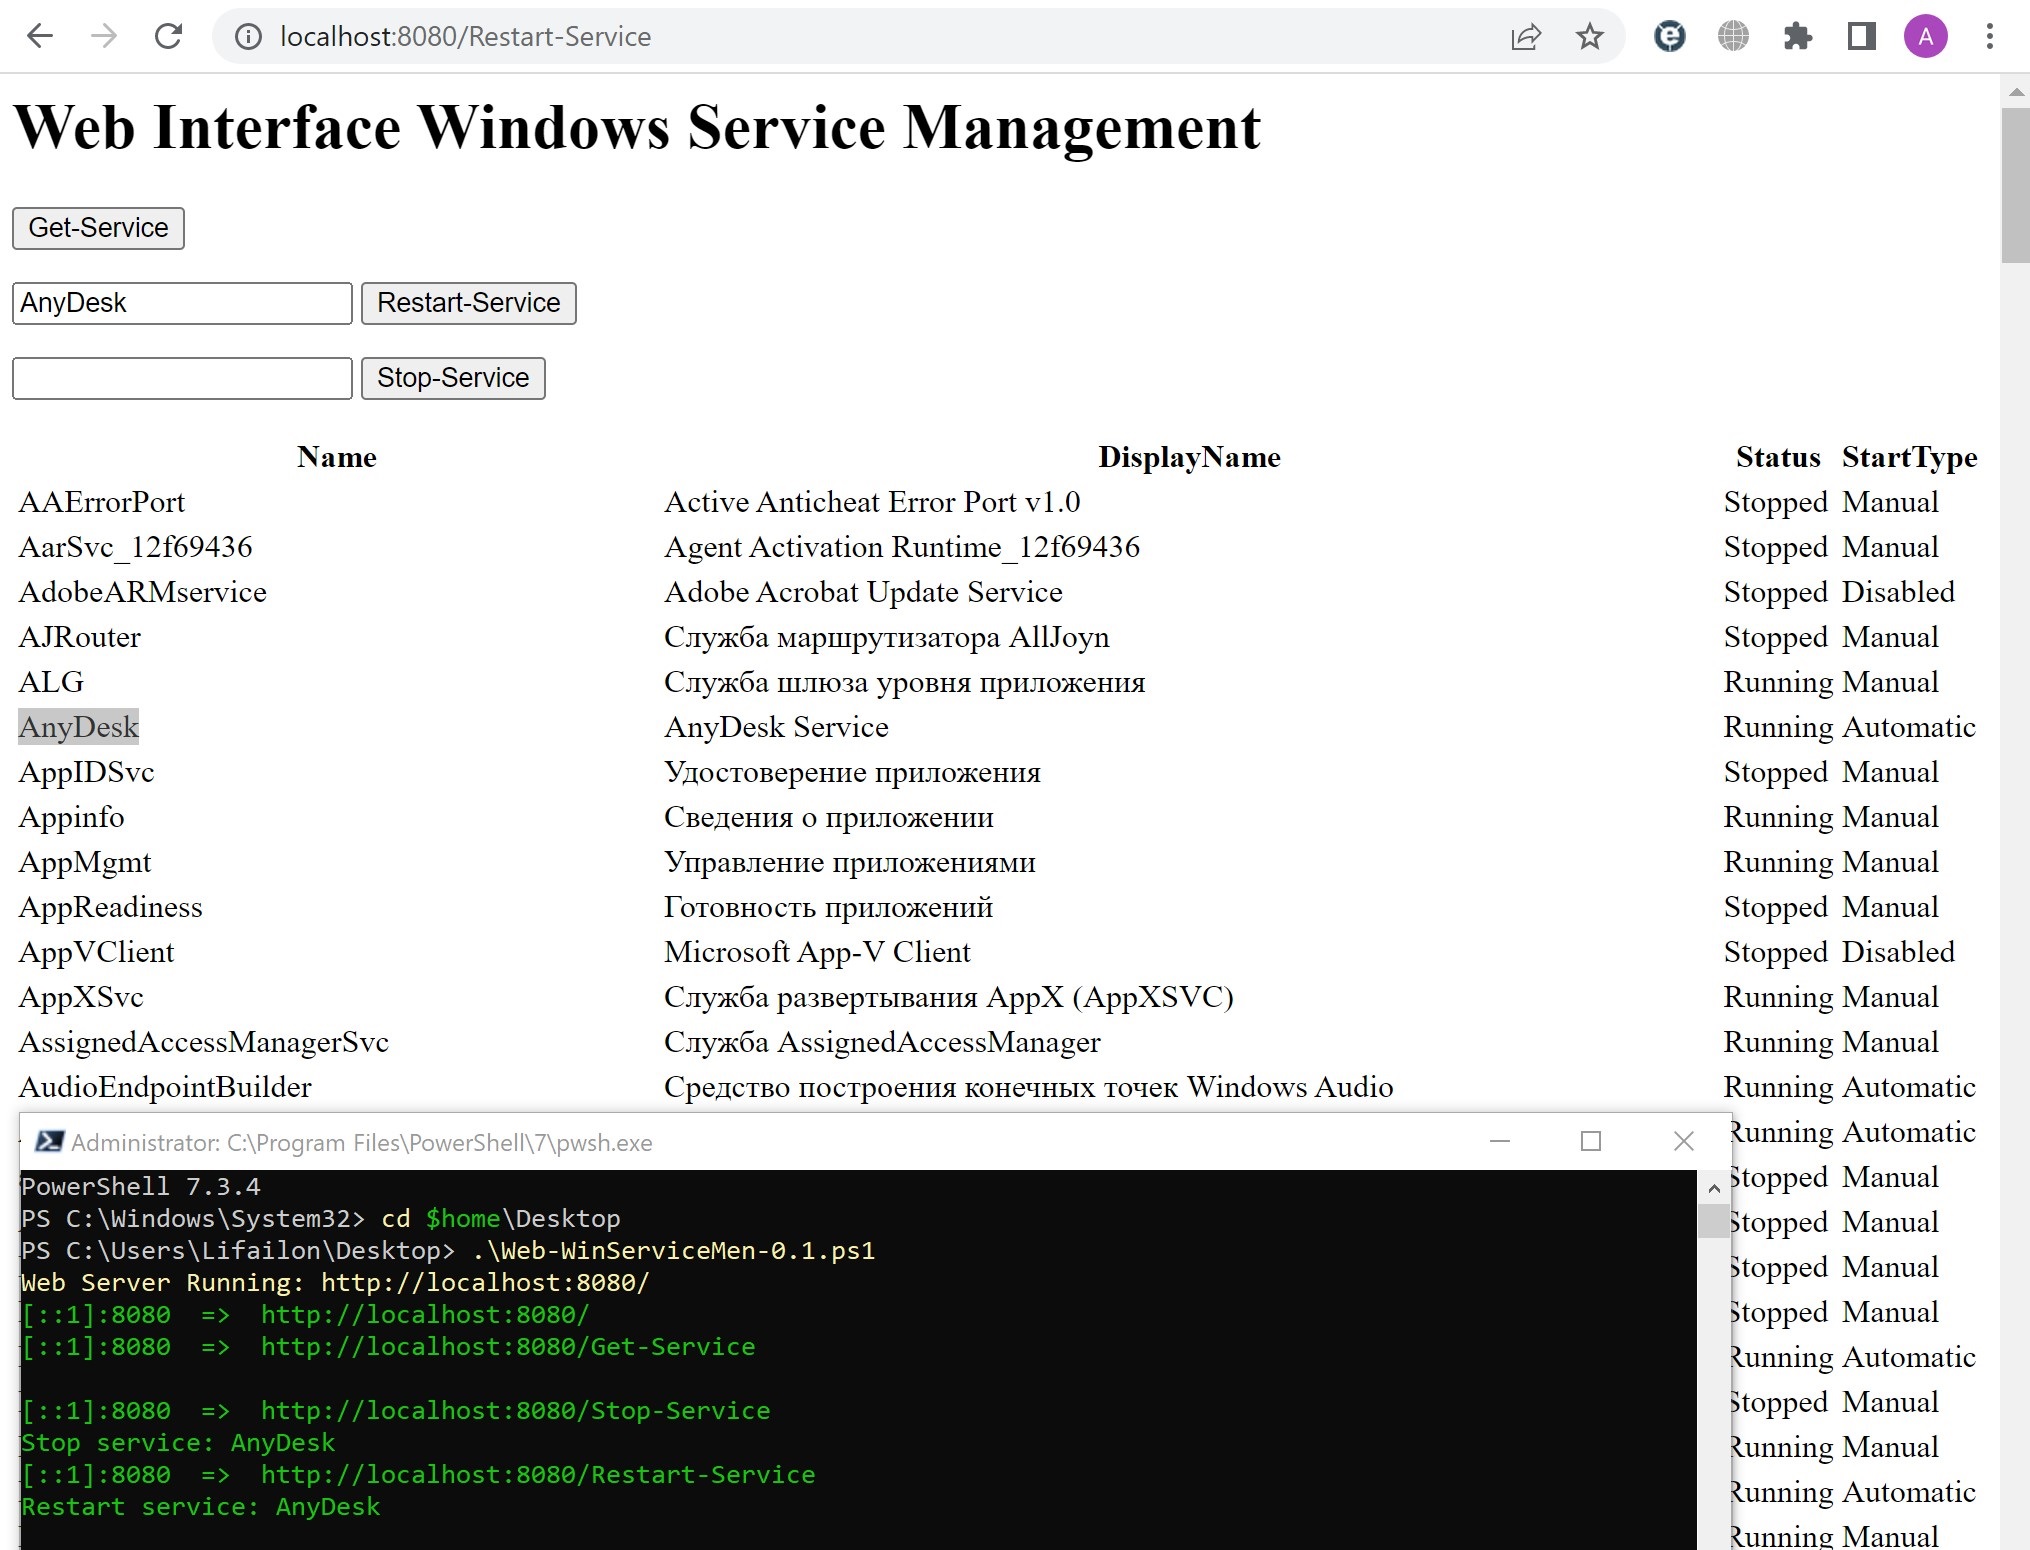 localhost:8080/Restart-Service
A
Web Interface Windows Service Management
Get-Service
AnyDesk Restart-Service
Stop-Service
Name DisplayName Status StartType
AAErrorPort Active Anticheat Error Port v1.0 Stopped Manual
AarSvc_12f69436 Agent Activation Runtime_12f69436 Stopped Manual
AdobeARMservice Adobe Acrobat Update Service Stopped Disabled
AJRouter Служба маршрутизатора AllJoyn Stopped Manual
ALG Служба шлюза уровня приложения Running Manual
AnyDesk AnyDesk Service Running Automatic
AppIDSvc Удостоверение приложения Stopped Manual
Appinfo Сведения о приложении Running Manual
AppMgmt Управление приложениями Running Manual
AppReadiness Готовность приложений Stopped Manual
AppVClient Microsoft App-V Client Stopped Disabled
AppXSvc Служба развертывания AppX (AppXSVC) Running Manual
AssignedAccessManagerSvc Служба AssignedAccessManager Running Manual
AudioEndpointBuilder Средство построения конечных точек Windows Audio Running Automatic
Running Automatic
Stopped Manual
Stopped Manual
Stopped Manual
Stopped Manual
Running Automatic
Stopped Manual
Running Manual
Running Automatic
Running Manual
Administrator: C:\Program Files\PowerShell\7\pwsh.exe
PowerShell 7.3.4
PS C:\Windows\System32> cd $home\Desktop
PS C:\Users\Lifailon\Desktop> .\Web-WinServiceMen-0.1.ps1
Web Server Running: http://localhost:8080/
[::1]:8080 => http://localhost:8080/
[::1]:8080 => http://localhost:8080/Get-Service
[::1]:8080 => http://localhost:8080/Stop-Service
Stop service: AnyDesk
[::1]:8080 => http://localhost:8080/Restart-Service
Restart service: AnyDesk